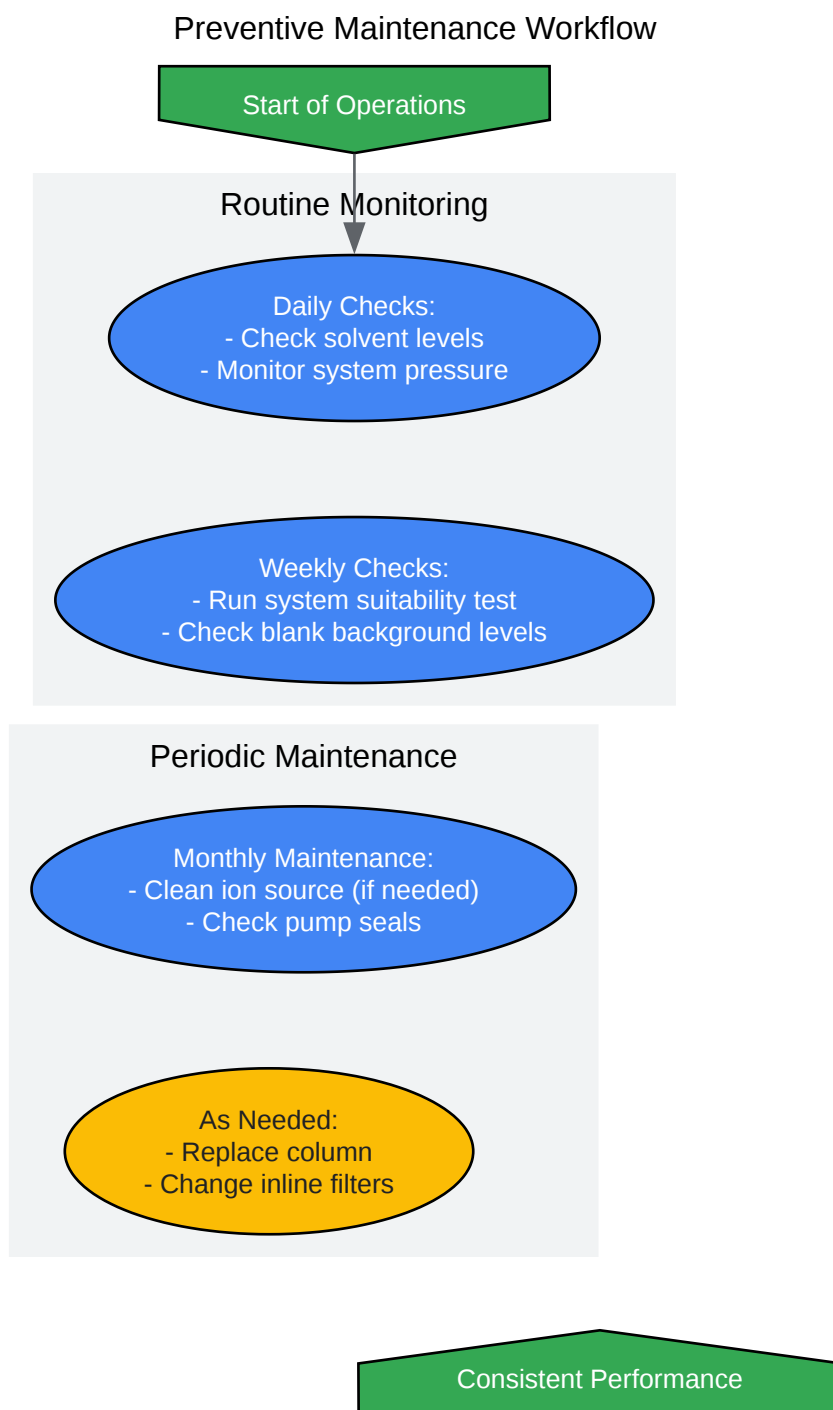 Preventive Maintenance Workflow
Start of Operations
Routine Monitoring
Daily Checks:
- Check solvent levels
- Monitor system pressure
Weekly Checks:
- Run system suitability test
- Check blank background levels
Periodic Maintenance
Monthly Maintenance:
- Clean ion source (if needed)
- Check pump seals
As Needed:
- Replace column
- Change inline filters
Consistent Performance